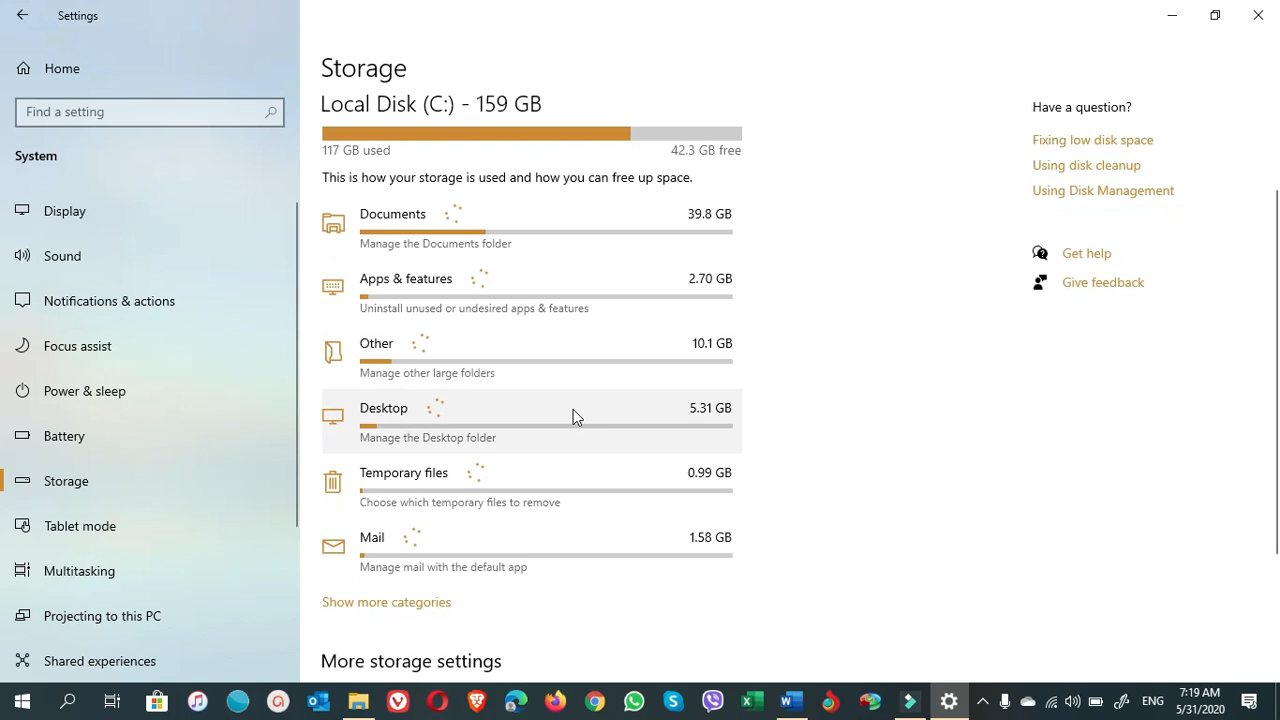 Settings
Home
Find a setting
System
Display
Sound
Notifications & actions
Focus assist
Power & sleep
Battery
Storage
Tablet mode
Multitasking
Projecting to this PC
Shared experiences
Storage
Local Disk (C:) - 159 GB
117 GB used
42.3 GB free
This is how your storage is used and how you can free up space.
Documents
39.8 GB
Manage the Documents folder
Apps & features
2.70 GB
Uninstall unused or undesired apps & features
Other
10.1 GB
Manage other large folders
Desktop
5.31 GB
Manage the Desktop folder
Temporary files
0.99 GB
Choose which temporary files to remove
Mail
1.58 GB
Manage mail with the default app
Show more categories
More storage settings
Have a question?
Fixing low disk space
Using disk cleanup
Using Disk Management
Get help
Give feedback
ENG
7:19 AM
5/31/2020